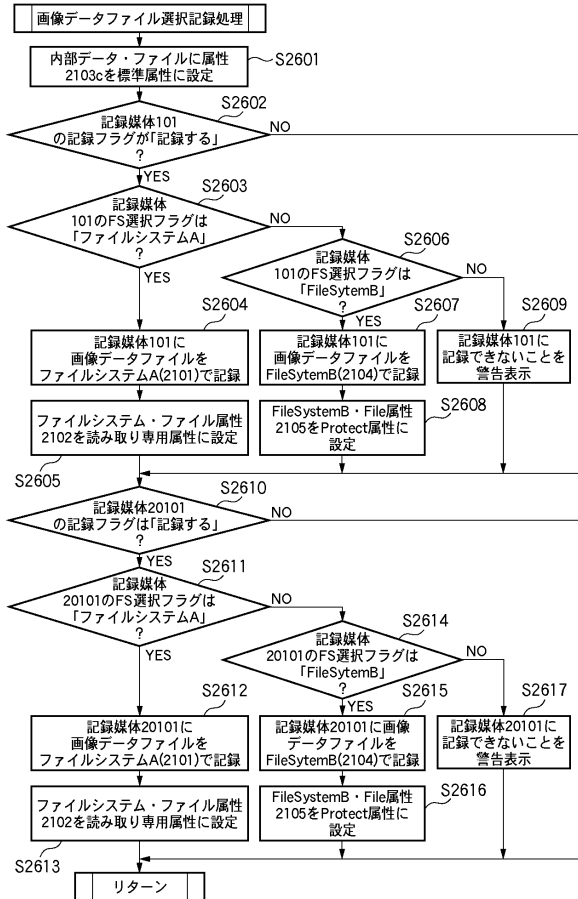 画像データファイル選択記録処理
内部データ・ファイルに属性
2103cを標準属性に設定
S2601
記録媒体101
の記録フラグが「記録する」
?
S2602
NO
YES
記録媒体
101のFS選択フラグは
「ファイルシステムA」
?
S2603
NO
YES
記録媒体
101のFS選択フラグは
「FileSytemB」
?
S2606
NO
YES
S2604
記録媒体101に
画像データファイルを
ファイルシステムA(2101)で記録
S2607
記録媒体101に
画像データファイルを
FileSytemB(2104)で記録
S2609
記録媒体101に
記録できないことを
警告表示
ファイルシステム・ファイル属性
2102を読み取り専用属性に設定
S2605
FileSystemB・File属性
2105をProtect属性に
設定
S2608
記録媒体20101
の記録フラグは「記録する」
?
S2610
NO
YES
記録媒体
20101のFS選択フラグは
「ファイルシステムA」
?
S2611
NO
YES
記録媒体
20101のFS選択フラグは
「FileSytemB」
?
S2614
NO
YES
S2612
記録媒体20101に
画像データファイルを
ファイルシステムA(2101)で記録
S2615
記録媒体20101に画像
データファイルを
FileSytemB(2104)で記録
S2617
記録媒体20101に
記録できないことを
警告表示
ファイルシステム・ファイル属性
2102を読み取り専用属性に設定
S2613
FileSystemB・File属性
2105をProtect属性に
設定
S2616
リターン